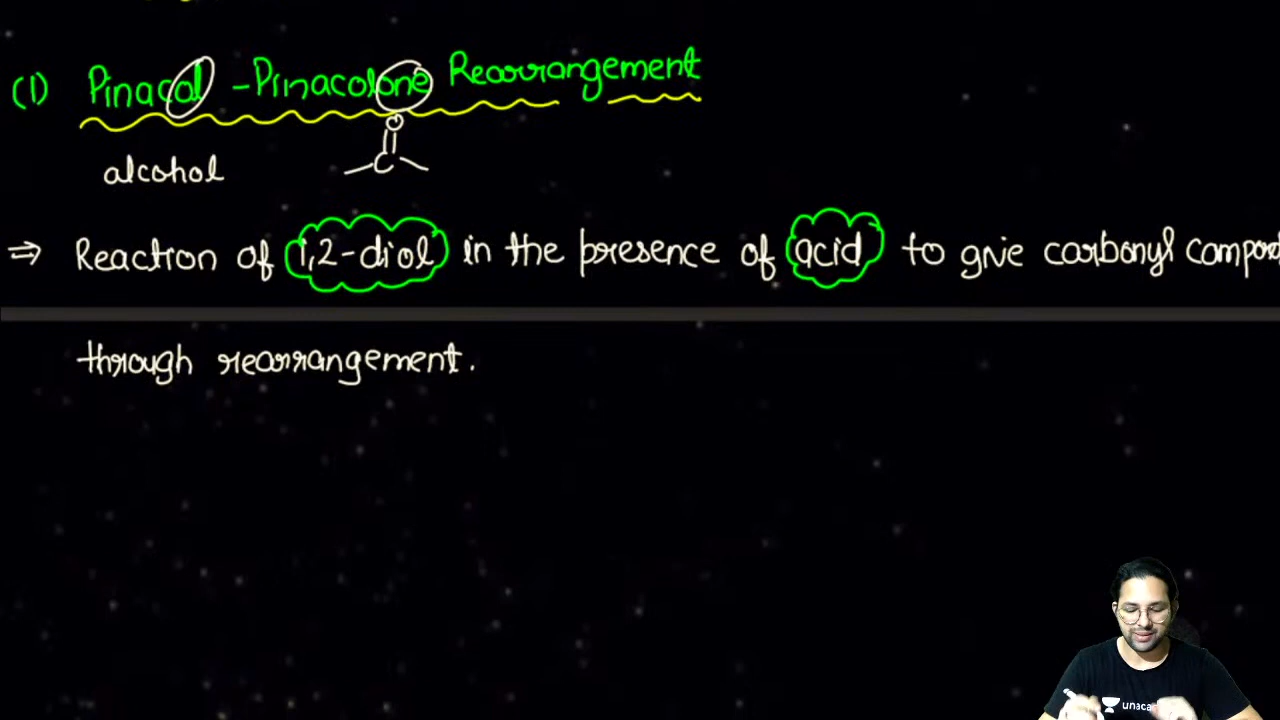 (1) Pinacol - Pinacolone Rearrangement
O
C
alcohol
⇒ Reaction of 1,2-diol in the presence of acid to give carbonyl
through rearrangement.